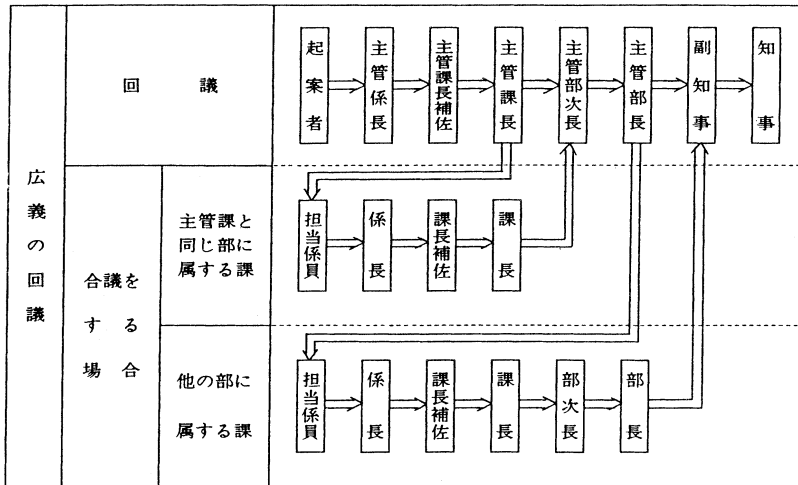 広義の回議
回議
起案者
主管係長
主管課長補佐
主管課長
主管部次長
主管部長
副知事
知事
合議を
する
場合
主管課と
同じ部に
属する課
担当係員
係長
課長補佐
課長
他の部に
属する課
担当係員
係長
課長補佐
課長
部次長
部長